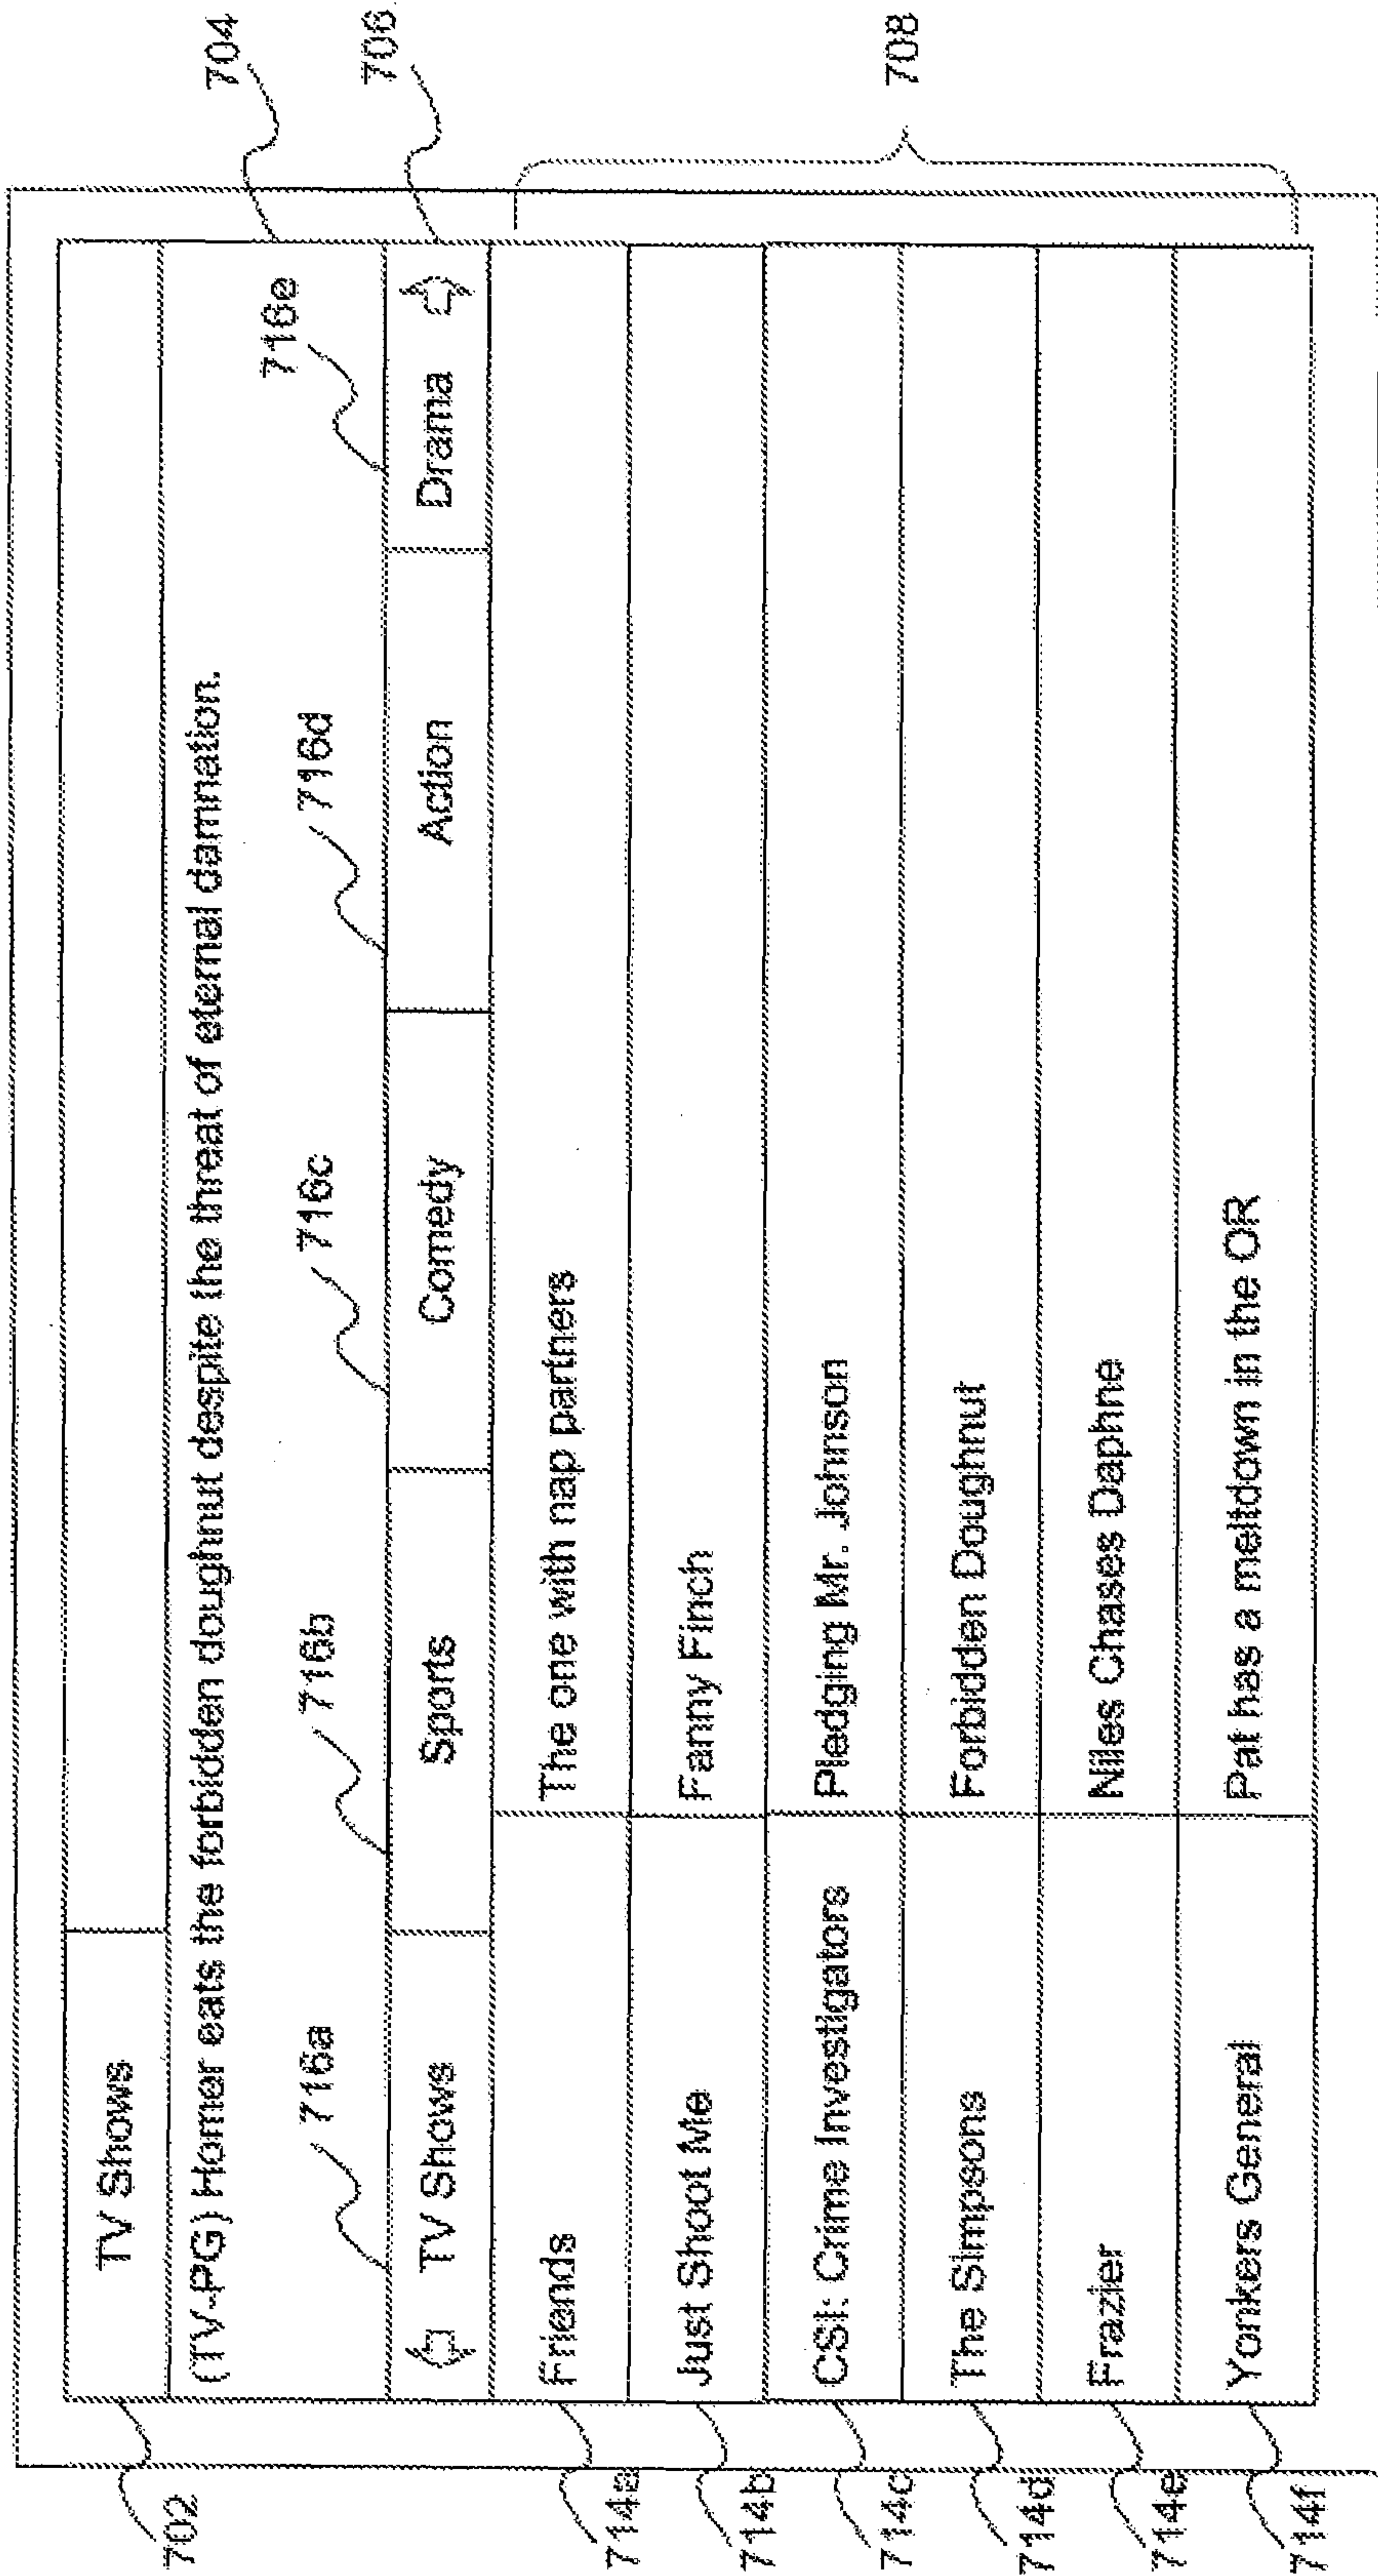 702
TV Shows
704
(TV-PG) Homer eats the forbidden doughnut despite the threat of eternal damnation.
716a 716b 716c 716d 716e
TV Shows Sports Comedy Action Drama
706
714a Friends The one with nap partners
714b Just Shoot Me Fanny Finch
714c CSI: Crime Investigators Pledging Mr. Johnson
714d The Simpsons Forbidden Doughnut
714e Frazier Niles Chases Daphne
714f Yonkers General Pat has a meltdown in the OR
708